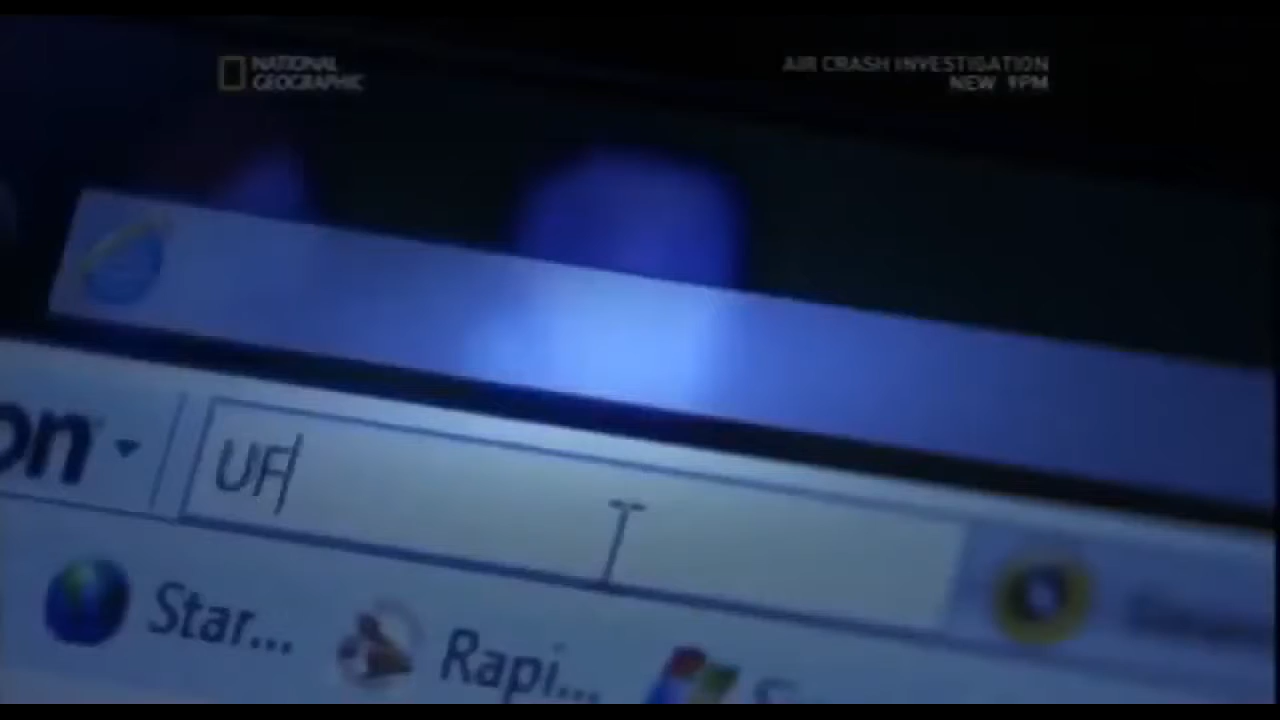 NATIONAL
GEOGRAPHIC
AIR CRASH INVESTIGATION
NEW 9PM
on
UF
Star...
Rapi...